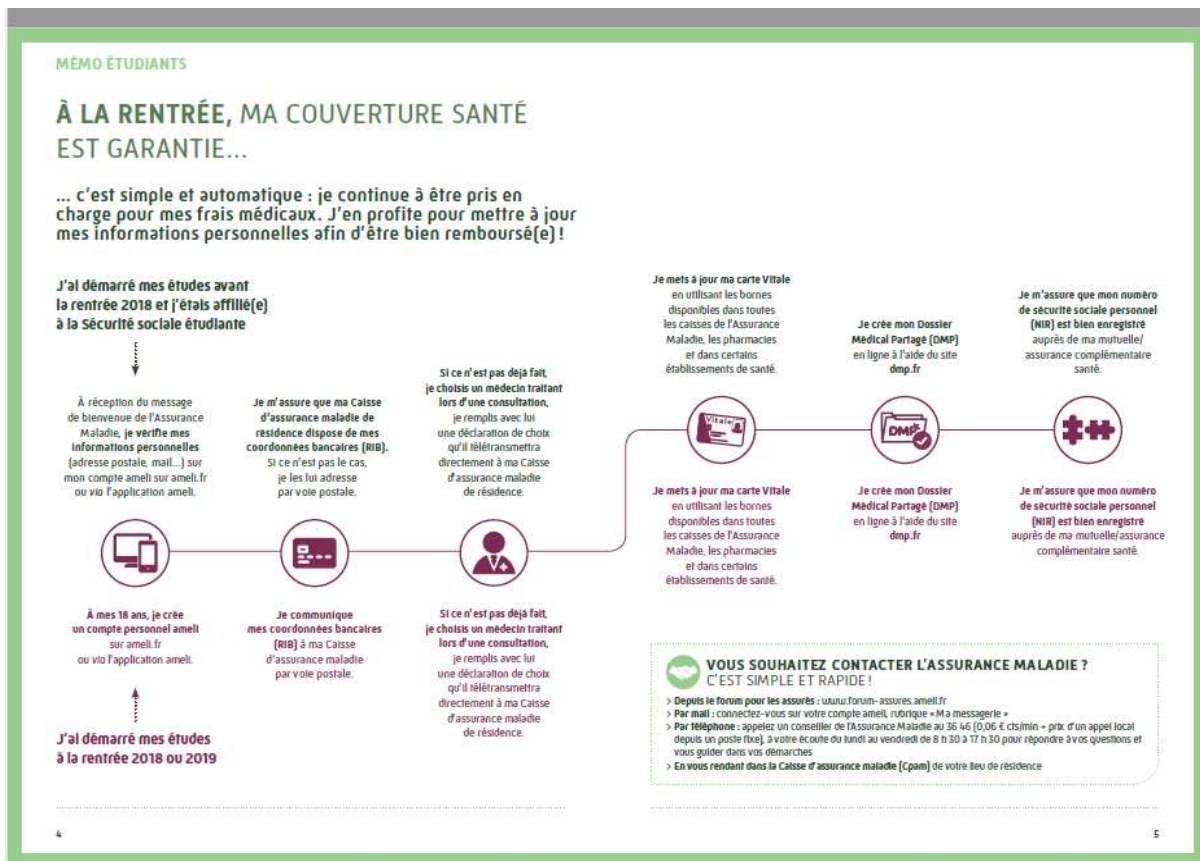 MÉMO ÉTUDIANTS
À LA RENTRÉE, MA COUVERTURE SANTÉ
EST GARANTIE...
... c'est simple et automatique : je continue à être pris en
charge pour mes frais médicaux. J'en profite pour mettre à jour
mes informations personnelles afin d'être bien remboursé(e) !
J'ai démarré mes études avant
la rentrée 2018 et j'étais affilié(e)
à la Sécurité sociale étudiante
À réception du message
de bienvenue de l'Assurance
Maladie, je vérifie mes
informations personnelles
(adresse postale, mail...) sur
mon compte ameli sur ameli.fr
ou via l'application ameli.
Je m'assure que ma Caisse
d'assurance maladie de
résidence dispose de mes
coordonnées bancaires (RIB).
Si ce n'est pas le cas,
je les lui adresse
par voie postale.
Si ce n'est pas déjà fait,
je choisis un médecin traitant
lors d'une consultation,
je remplis avec lui
une déclaration de choix
qu'il télétransmettra
directement à ma Caisse
d'assurance maladie
de résidence.
Je mets à jour ma carte Vitale
en utilisant les bornes
disponibles dans toutes
les caisses de l'Assurance
Maladie, les pharmacies
et dans certains
établissements de santé.
Je crée mon Dossier
Médical Partagé (DMP)
en ligne à l'aide du site
dmp.fr
Je m'assure que mon numéro
de sécurité sociale personnel
(NIR) est bien enregistré
auprès de ma mutuelle/
assurance complémentaire
santé.
Vitale
DMP
À mes 18 ans, je crée
un compte personnel ameli
sur ameli.fr
ou via l'application ameli.
Je communique
mes coordonnées bancaires
(RIB) à ma Caisse
d'assurance maladie
par voie postale.
Si ce n'est pas déjà fait,
je choisis un médecin traitant
lors d'une consultation,
je remplis avec lui
une déclaration de choix
qu'il télétransmettra
directement à ma Caisse
d'assurance maladie
de résidence.
Je mets à jour ma carte Vitale
en utilisant les bornes
disponibles dans toutes
les caisses de l'Assurance
Maladie, les pharmacies
et dans certains
établissements de santé.
Je crée mon Dossier
Médical Partagé (DMP)
en ligne à l'aide du site
dmp.fr
Je m'assure que mon numéro
de sécurité sociale personnel
(NIR) est bien enregistré
auprès de ma mutuelle/assurance
complémentaire santé.
J'ai démarré mes études
à la rentrée 2018 ou 2019
VOUS SOUHAITEZ CONTACTER L'ASSURANCE MALADIE ?
C'EST SIMPLE ET RAPIDE !
> Depuis le forum pour les assurés : www.forum-assures.ameli.fr
> Par mail : connectez-vous sur votre compte ameli, rubrique « Ma messagerie »
> Par téléphone : appelez un conseiller de l'Assurance Maladie au 36 46 (0,06 € cts/min + prix d'un appel local
depuis un poste fixe), à votre écoute du lundi au vendredi de 8 h 30 à 17 h 30 pour répondre à vos questions et
vous guider dans vos démarches
> En vous rendant dans la Caisse d'assurance maladie (Cpam) de votre lieu de résidence
4
5